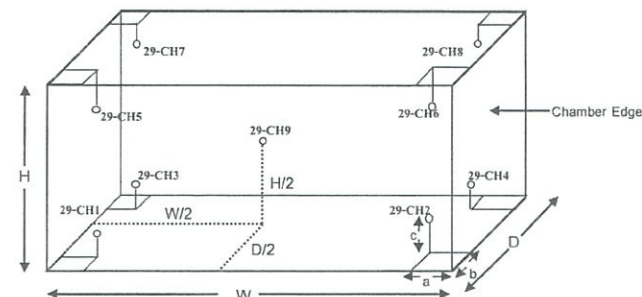 29-CH7
29-CH8
29-CH5
29-CH6
Chamber Edge
29-CH9
H
29-CH3
H/2
29-CH4
29-CH1
W/2
29-CH2
c
D/2
D
b
a
W